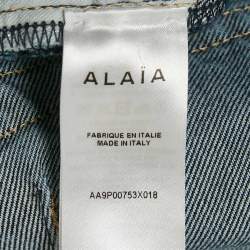 ALAÏA
FABRIQUE EN ITALIE
MADE IN ITALY
AA9P00753X018